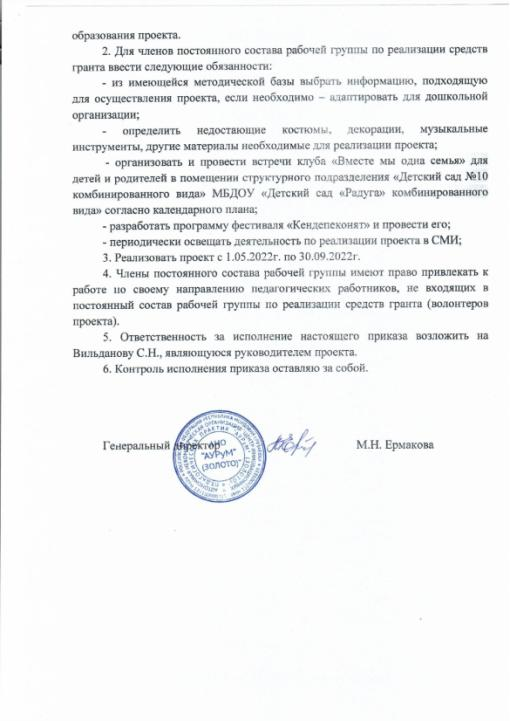 образования проекта.
2. Для членов постоянного состава рабочей группы по реализации средств
гранта ввести следующие обязанности:
- из имеющейся методической базы выбрать информацию, подходящую
для осуществления проекта, если необходимо – адаптировать для дошкольной
организации;
- определить недостающие костюмы, декорации, музыкальные
инструменты, другие материалы необходимые для реализации проекта;
- организовать и провести встречи клуба «Вместе мы одна семья» для
детей и родителей в помещении структурного подразделения «Детский сад №10
комбинированного вида» МБДОУ «Детский сад «Радуга» комбинированного
вида» согласно календарного плана;
- разработать программу фестиваля «Кендепеконят» и провести его;
- периодически освещать деятельность по реализации проекта в СМИ;
3. Реализовать проект с 1.05.2022г. по 30.09.2022г.
4. Члены постоянного состава рабочей группы имеют право привлекать к
работе по своему направлению педагогических работников, не входящих в
постоянный состав рабочей группы по реализации средств гранта (волонтеров
проекта).
5. Ответственность за исполнение настоящего приказа возложить на
Вильданову С.Н., являющуюся руководителем проекта.
6. Контроль исполнения приказа оставляю за собой.
Генеральный директор
М.Н. Ермакова
АНО
"АУРУМ"
(ЗОЛОТО)"